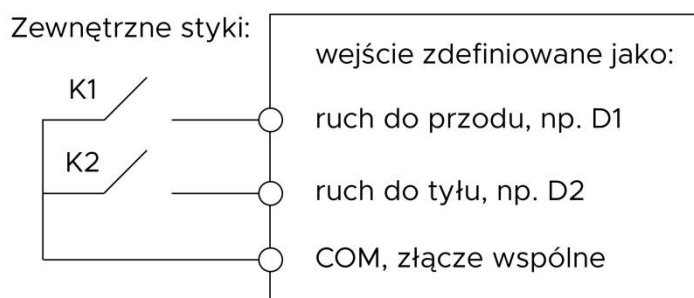 Zewnętrzne styki:
wejście zdefiniowane jako:
K1
ruch do przodu, np. D1
K2
ruch do tyłu, np. D2
COM, złącze wspólne